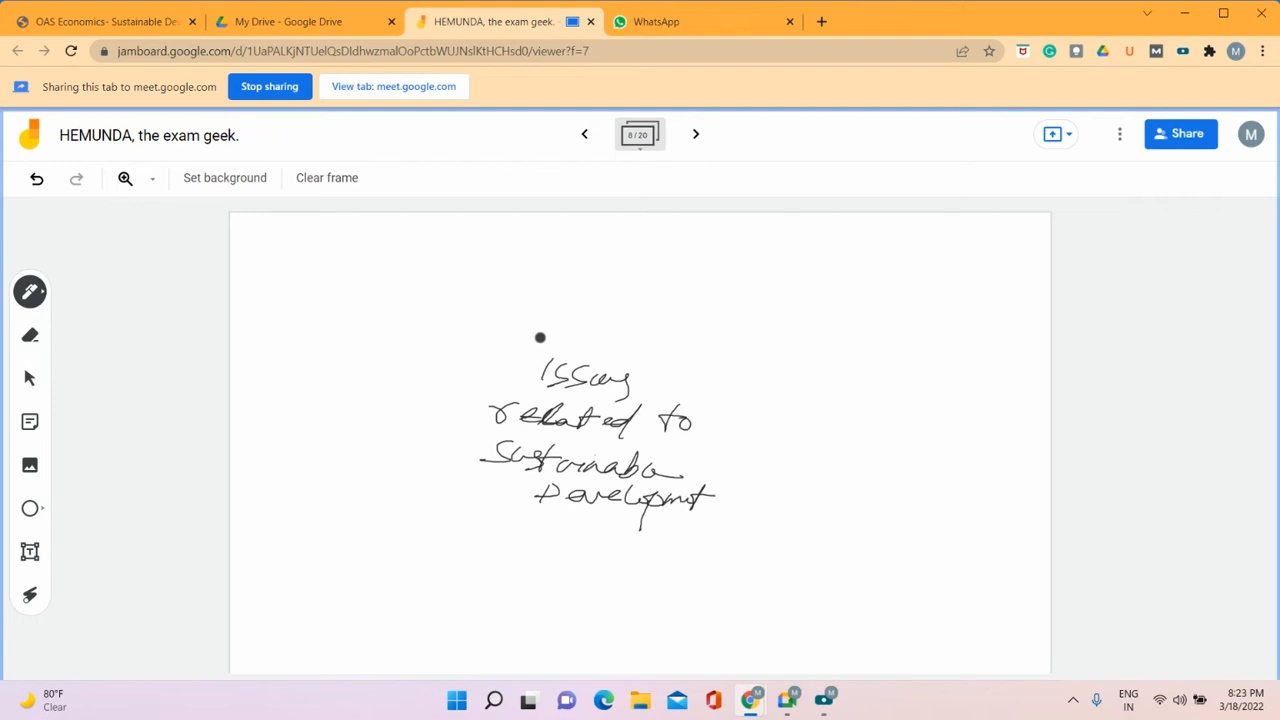 OAS Economics- Sustainable De
My Drive - Google Drive
HEMUNDA, the exam geek.
WhatsApp
jamboard.google.com/d/1UaPALKjNTUelQsDIdhwzmalOoPctbWUJNslKtHCHsd0/viewer?f=7
Sharing this tab to meet.google.com
Stop sharing
View tab: meet.google.com
HEMUNDA, the exam geek.
8 / 20
Share
M
Set background
Clear frame
Issues
related to
Sustainable
Development
80°F
Clear
ENG
IN
8:23 PM
3/18/2022